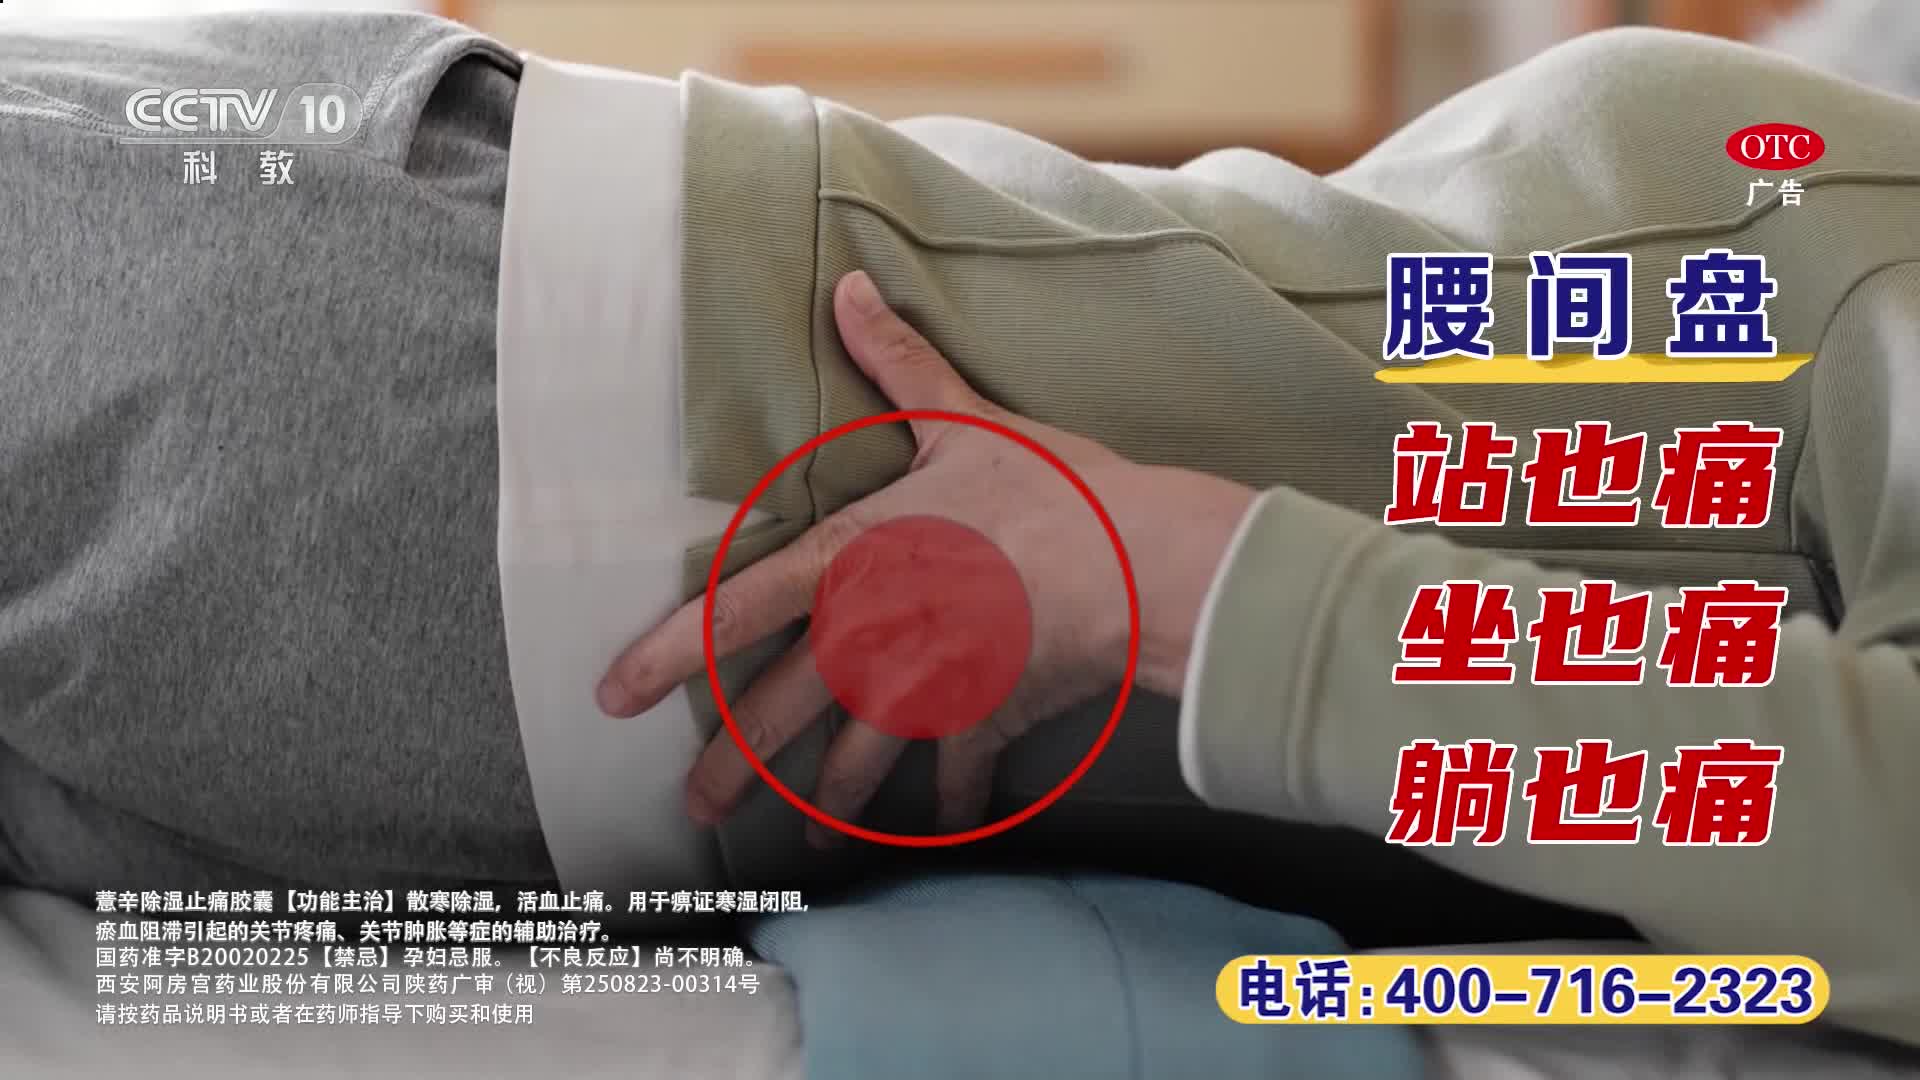 CCTV 10
科 教
OTC
广告
腰间盘
站也痛
坐也痛
躺也痛
薏辛除湿止痛胶囊【功能主治】散寒除湿，活血止痛。用于痹证寒湿闭阻，
瘀血阻滞引起的关节疼痛、关节肿胀等症的辅助治疗。
国药准字B20020225【禁忌】孕妇忌服。【不良反应】尚不明确。
西安阿房宫药业股份有限公司陕药广审（视）第250823-00314号
请按药品说明书或者在药师指导下购买和使用
电话:400-716-2323